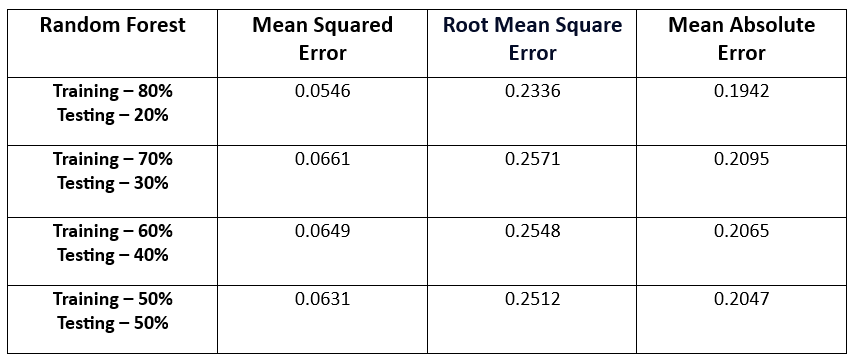 Random Forest
Mean Squared
Error
Root Mean Square
Error
Mean Absolute
Error
Training – 80%
Testing – 20%
0.0546
0.2336
0.1942
Training – 70%
Testing – 30%
0.0661
0.2571
0.2095
Training – 60%
Testing – 40%
0.0649
0.2548
0.2065
Training – 50%
Testing – 50%
0.0631
0.2512
0.2047